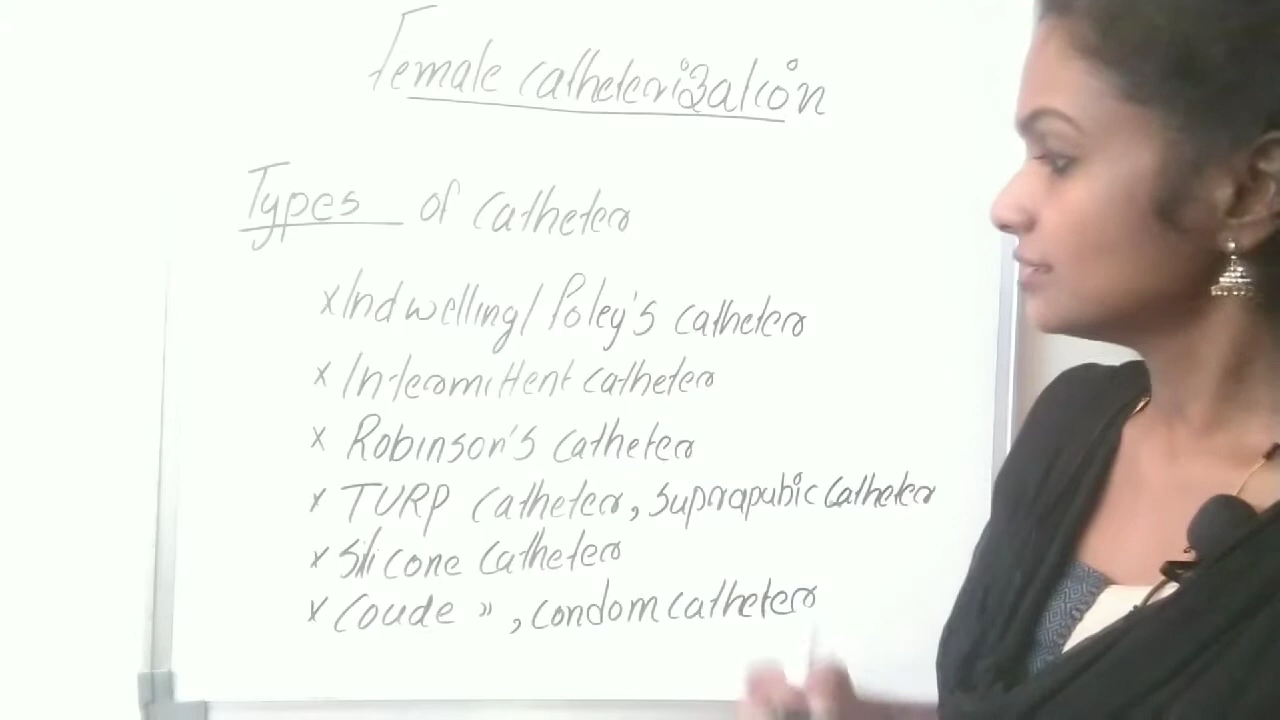 Female catheterization
Types of catheter
x Indwelling/Foley's catheter
x Intermittent catheter
x Robinson's catheter
x TURP catheter, suprapubic catheter
x Silicone catheter
x Coude ”, condom catheter